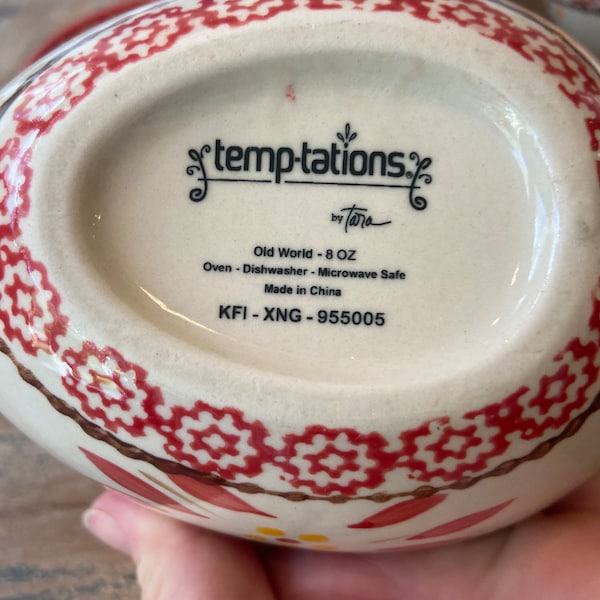 temp-tations®
by Tara
Old World - 8 OZ
Oven - Dishwasher - Microwave Safe
Made in China
KFI - XNG - 955005